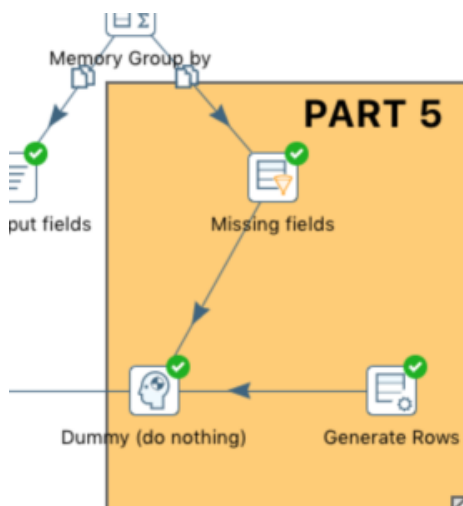 Memory Group by
PART 5
put fields
Missing fields
Dummy (do nothing)
Generate Rows